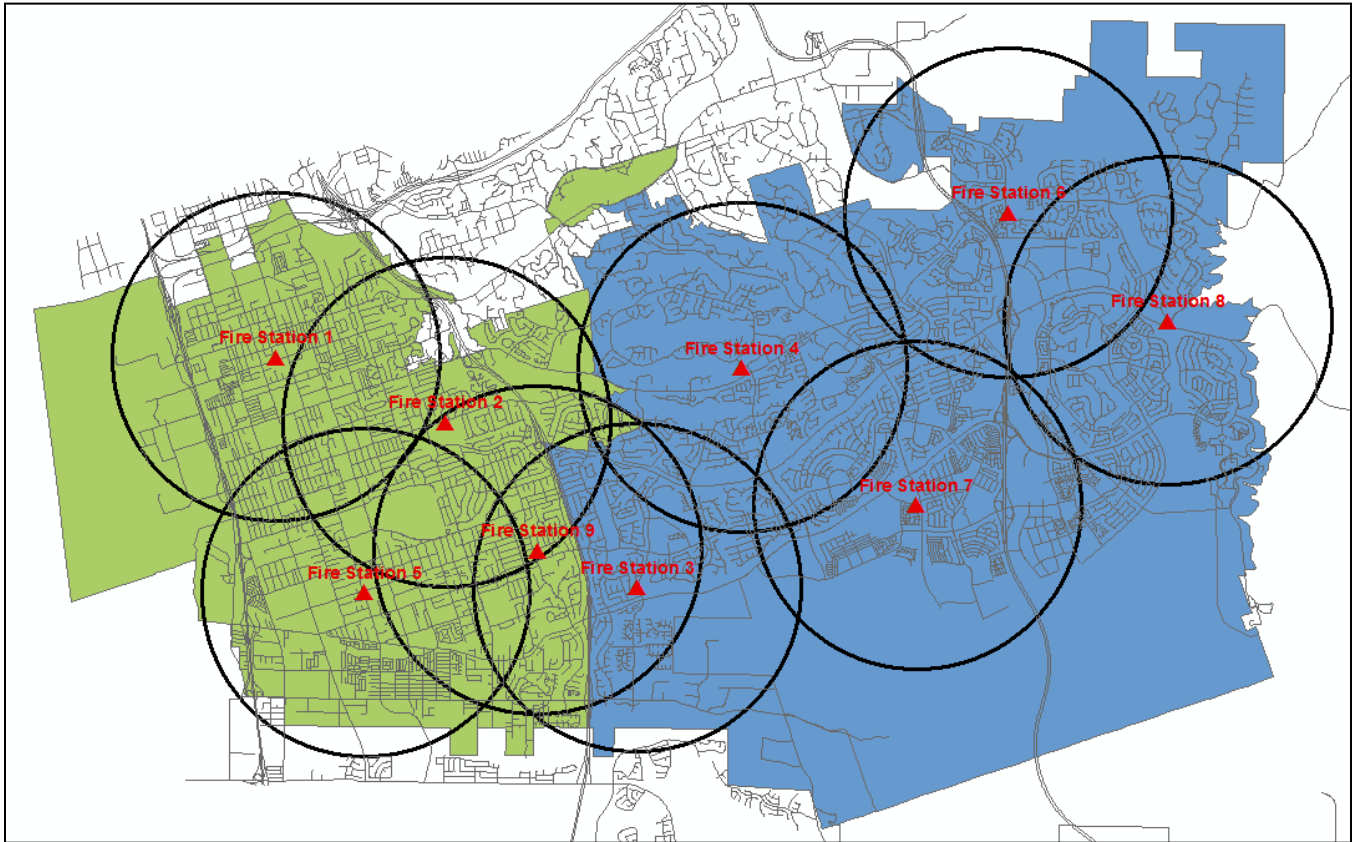 Fire Station 6
Fire Station 8
Fire Station 1
Fire Station 4
Fire Station 2
Fire Station 7
Fire Station 9
Fire Station 3
Fire Station 5